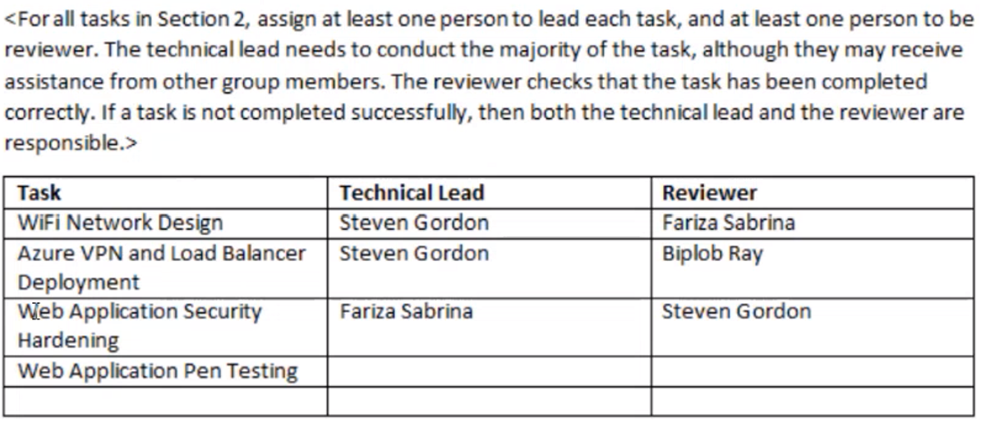 <For all tasks in Section 2, assign at least one person to lead each task, and at least one person to be
reviewer. The technical lead needs to conduct the majority of the task, although they may receive
assistance from other group members. The reviewer checks that the task has been completed
correctly. If a task is not completed successfully, then both the technical lead and the reviewer are
responsible.>
Task Technical Lead Reviewer
WiFi Network Design Steven Gordon Fariza Sabrina
Azure VPN and Load Balancer Steven Gordon Biplob Ray
Deployment
Web Application Security Fariza Sabrina Steven Gordon
Hardening
Web Application Pen Testing